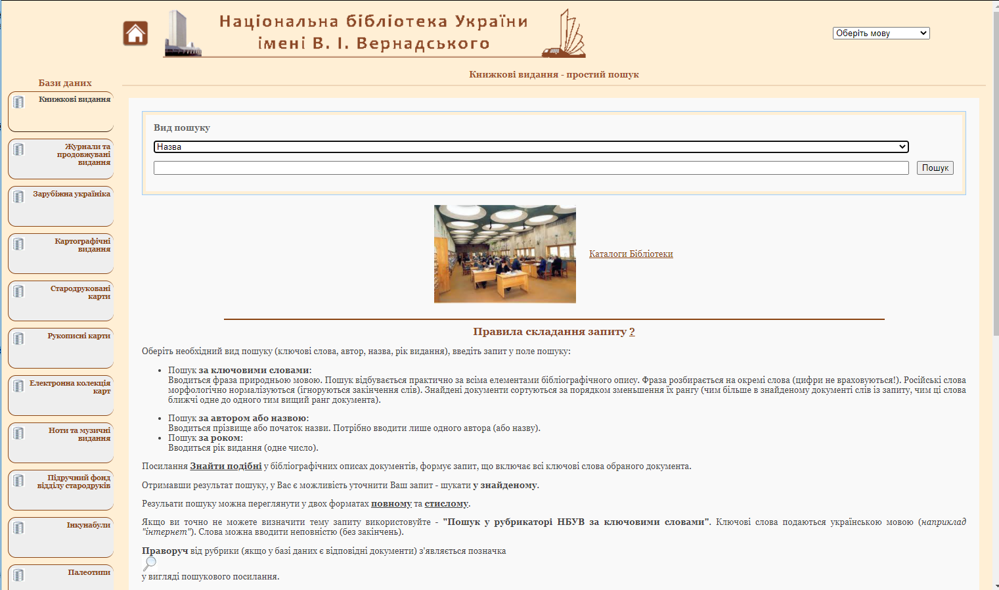 Національна бібліотека України
імені В. І. Вернадського
Оберіть мову
Книжкові видання - простий пошук
Бази даних
Книжкові видання
Журнали та
продовжувані
видання
Зарубіжна україніка
Картографічні
видання
Стародруковані
карти
Рукописні карти
Електронна колекція
карт
Ноти та музичні
видання
Підручний фонд
відділу стародруків
Інкунабули
Палеотипи
Вид пошуку
Назва
Пошук
Каталоги Бібліотеки
Правила складання запиту ?
Оберіть необхідний вид пошуку (ключові слова, автор, назва, рік видання), введіть запит у поле пошуку:
• Пошук за ключовими словами:
Вводиться фраза природньою мовою. Пошук відбувається практично за всіма елементами бібліографічного опису. Фраза розбирається на окремі слова (цифри не враховуються!). Російські слова
морфологічно нормалізуються (ігноруються закінчення слів). Знайдені документи сортуються за порядком зменшення їх рангу (чим більше в знайденому документі слів із запиту, чим ці слова
ближчі одне до одного тим вищий ранг документа).
• Пошук за автором або назвою:
Вводиться прізвище або початок назви. Потрібно вводити лише одного автора (або назву).
• Пошук за роком:
Вводиться рік видання (одне число).
Посилання Знайти подібні у бібліографічних описах документів, формує запит, що включає всі ключові слова обраного документа.
Отримавши результат пошуку, у Вас є можливість уточнити Ваш запит - шукати у знайденому.
Резульати пошуку можна переглянути у двох форматах повному та стислому.
Якщо ви точно не можете визначити тему запиту використовуйте - "Пошук у рубрикаторі НБУВ за ключовими словами". Ключові слова подаються українською мовою (наприклад
"інтернет"). Слова можна вводити неповністю (без закінчень).
Праворуч від рубрики (якщо у базі даних є відповідні документи) з'являється позначка
у вигляді пошукового посилання.